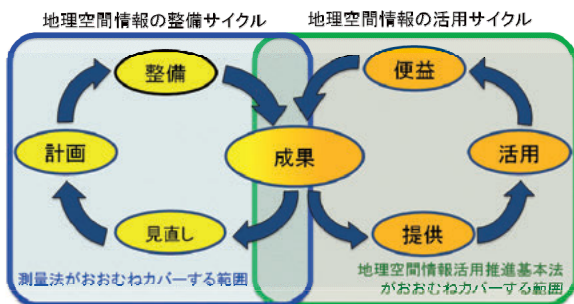 地理空間情報の整備サイクル
地理空間情報の活用サイクル
整備
便益
計画
成果
活用
見直し
提供
測量法がおおむねカバーする範囲
地理空間情報活用推進基本法
がおおむねカバーする範囲